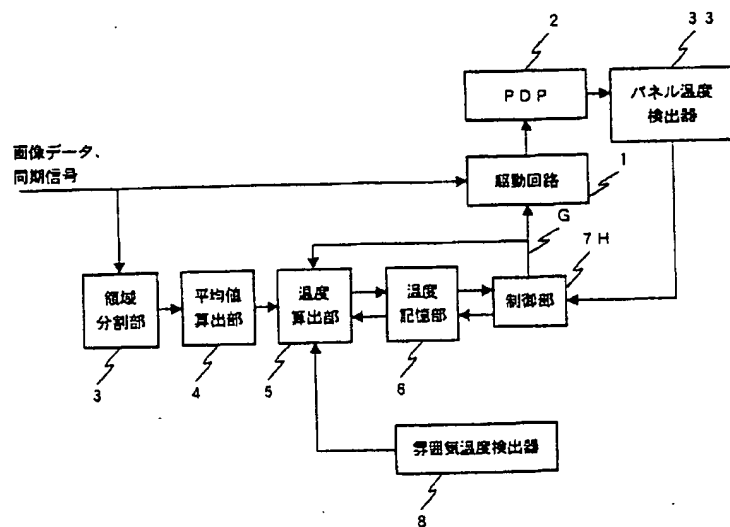 2
33
PDP
パネル温度
検出器
画像データ、
同期信号
駆動回路
1
G
7H
領域
分割部
平均値
算出部
温度
算出部
温度
記憶部
制御部
3
4
5
6
雰囲気温度検出器
8